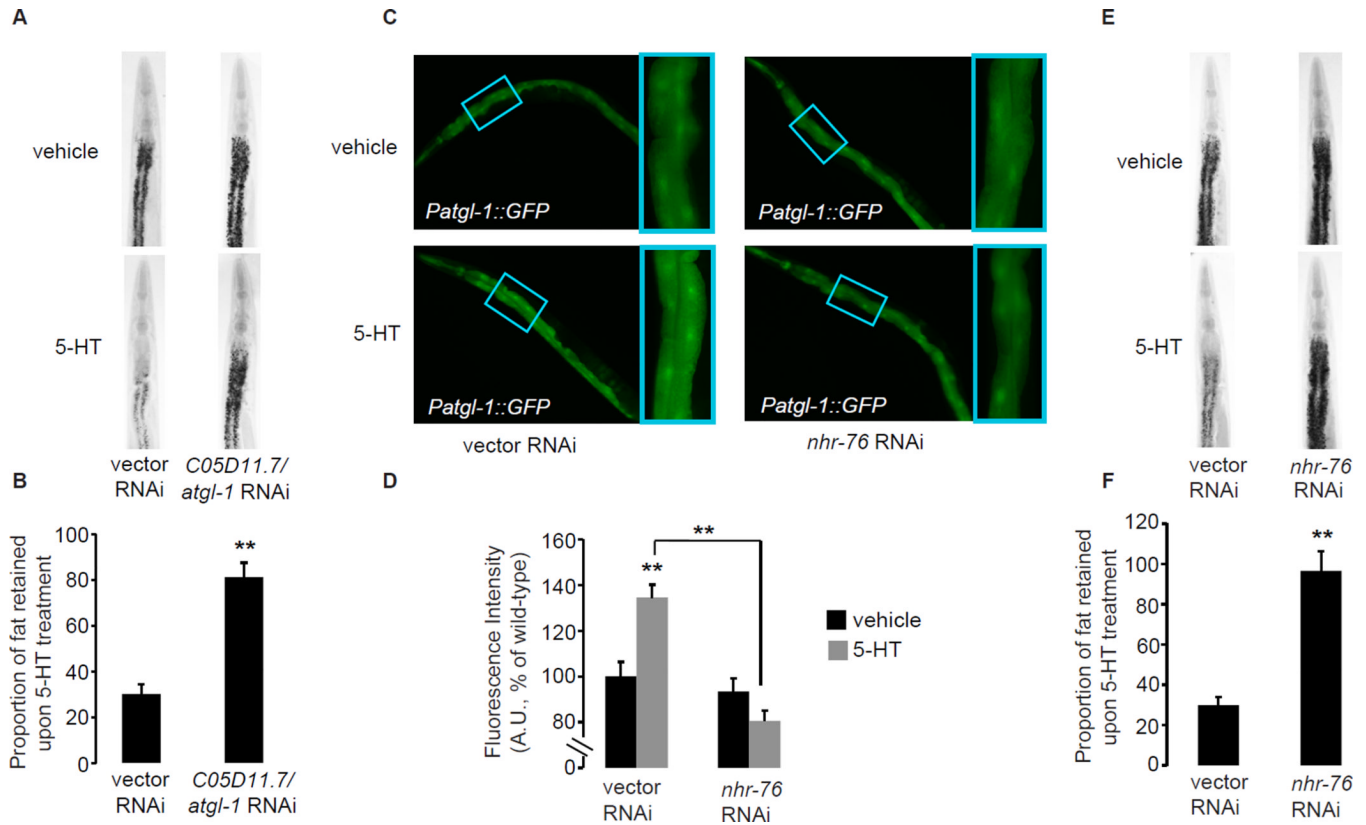 A
vehicle
5-HT
vector
RNAi
C05D11.7/
atgl-1 RNAi
B
Proportion of fat retained
upon 5-HT treatment
100
80
60
40
20
0
**
vector
RNAi
C05D11.7/
atgl-1 RNAi
C
vehicle
Patgl-1::GFP
Patgl-1::GFP
5-HT
Patgl-1::GFP
Patgl-1::GFP
vector RNAi
nhr-76 RNAi
D
Fluorescence Intensity
(A.U., % of wild-type)
160
140
120
100
80
0
**
**
vehicle
5-HT
vector
RNAi
nhr-76
RNAi
E
vehicle
5-HT
vector
RNAi
nhr-76
RNAi
F
Proportion of fat retained
upon 5-HT treatment
120
100
80
60
40
20
0
**
vector
RNAi
nhr-76
RNAi